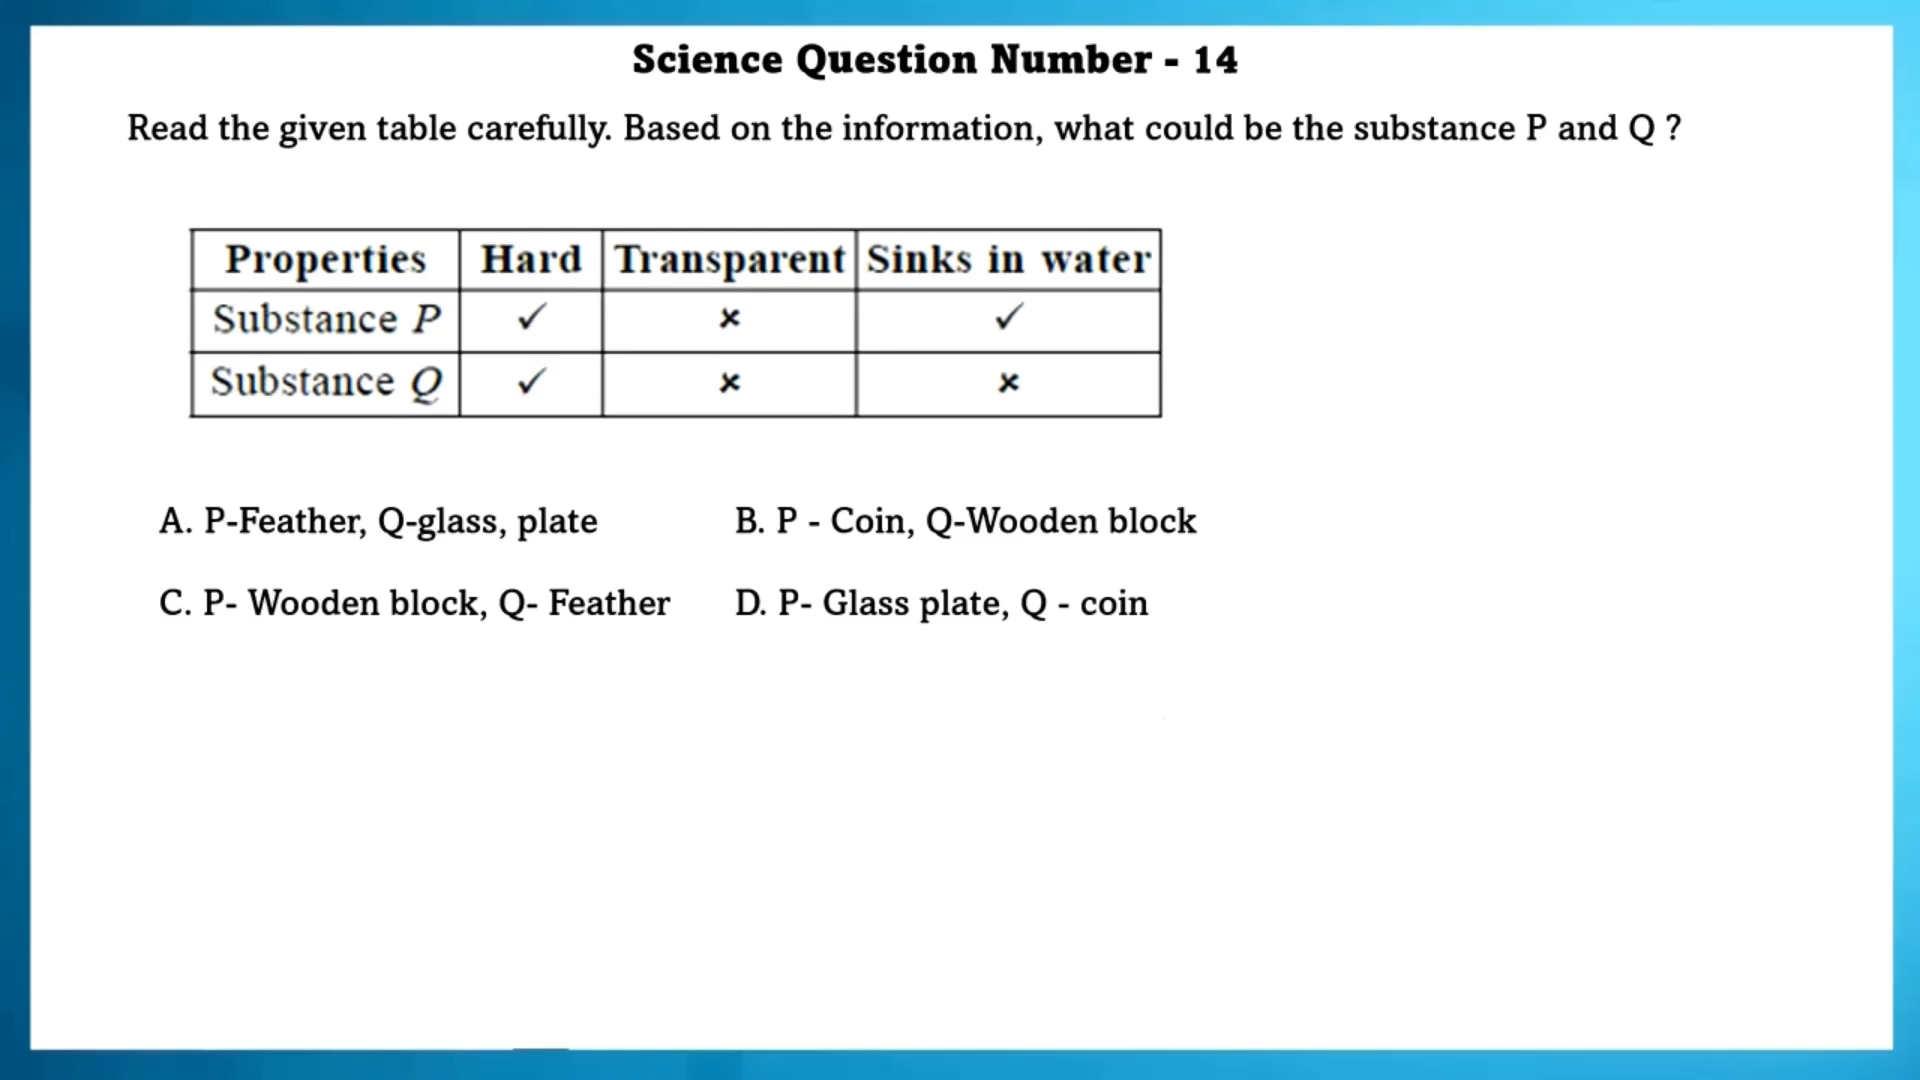 Science Question Number - 14
Read the given table carefully. Based on the information, what could be the substance P and Q ?
Properties Hard Transparent Sinks in water
Substance P ✓ × ✓
Substance Q ✓ × ×
A. P-Feather, Q-glass, plate B. P - Coin, Q-Wooden block
C. P- Wooden block, Q- Feather D. P- Glass plate, Q - coin